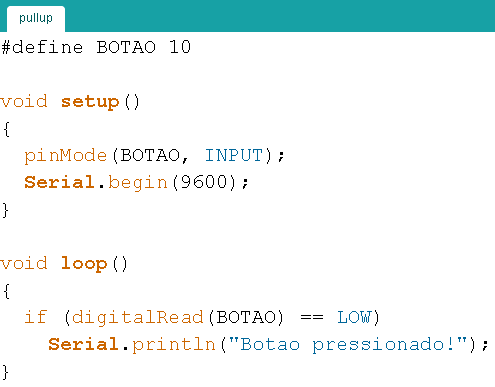 pullup
#define BOTAO 10
void setup()
{
  pinMode(BOTAO, INPUT);
  Serial.begin(9600);
}
void loop()
{
  if (digitalRead(BOTAO) == LOW)
    Serial.println("Botao pressionado!");
}